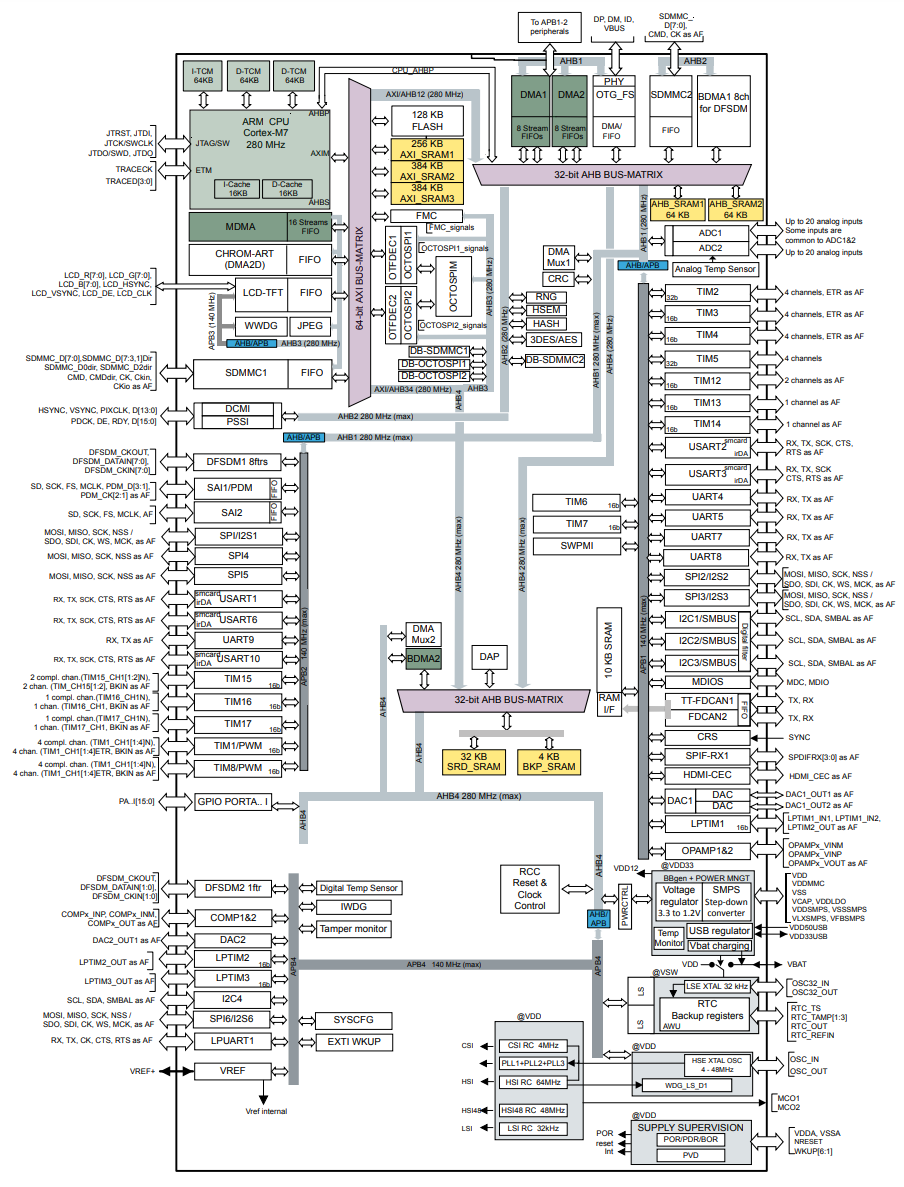 To APB1-2
peripherals
DP, DM, ID,
VBUS
SDMMC_
D[7:0],
CMD, CK as AF
AHB1
AHB2
I-TCM
64KB
D-TCM
64KB
D-TCM
64KB
CPU_AHBP
AXI/AHB12 (280 MHz)
DMA1
8 Stream
FIFOs
DMA2
8 Stream
FIFOs
PHY
OTG_FS
DMA/
FIFO
SDMMC2
FIFO
BDMA1 8ch
for DFSDM
ARM CPU
Cortex-M7
280 MHz
AHBP
AXIM
AHBS
JTAG/SW
ETM
I-Cache
16KB
D-Cache
16KB
JTRST, JTDI,
JTCK/SWCLK
JTDO/SWD, JTDO
TRACECK
TRACED[3:0]
128 KB
FLASH
256 KB
AXI_SRAM1
384 KB
AXI_SRAM2
384 KB
AXI_SRAM3
32-bit AHB BUS-MATRIX
AHB_SRAM1
64 KB
AHB_SRAM2
64 KB
64-bit AXI BUS-MATRIX
MDMA
16 Streams
FIFO
CHROM-ART
(DMA2D)
FIFO
LCD-TFT
FIFO
WWDG
JPEG
AHB/APB
AHB3 (280 MHz)
APB3 (140 MHz)
SDMMC1
FIFO
LCD_R[7:0], LCD_G[7:0],
LCD_B[7:0], LCD_HSYNC,
LCD_VSYNC, LCD_DE, LCD_CLK
SDMMC_D[7:0],SDMMC_D[7:3,1]Dir
SDMMC_D0dir, SDMMC_D2dir
CMD, CMDdir, CK, Ckin,
CKio as AF
FMC
FMC_signals
OTFDEC1
OCTOSPI1
OCTOSPI1_signals
OCTOSPIM
OTFDEC2
OCTOSPI2
OCTOSPI2_signals
AHB3 (280 MHz)
DB-SDMMC1
DB-OCTOSPI1
DB-OCTOSPI2
AXI/AHB34 (280 MHz)
AHB3
AHB4
DMA
Mux1
CRC
RNG
HSEM
HASH
3DES/AES
DB-SDMMC2
AHB2 (280 MHz)
AHB1 280 MHz (max)
AHB4 (280 MHz)
AHB1 (280 MHz)
ADC1
ADC2
Analog Temp Sensor
AHB/APB
Up to 20 analog inputs
Some inputs are
common to ADC1&2
Up to 20 analog inputs
HSYNC, VSYNC, PIXCLK, D[13:0]
PDCK, DE, RDY, D[15:0]
DCMI
PSSI
AHB2 280 MHz (max)
AHB/APB
AHB1 280 MHz (max)
TIM2
32b
4 channels, ETR as AF
TIM3
16b
4 channels, ETR as AF
TIM4
16b
4 channels, ETR as AF
TIM5
32b
4 channels
TIM12
16b
2 channels as AF
TIM13
16b
1 channel as AF
TIM14
16b
1 channel as AF
USART2
smcard
irDA
RX, TX, SCK, CTS,
RTS as AF
USART3
smcard
irDA
RX, TX, SCK
CTS, RTS as AF
UART4
RX, TX as AF
UART5
RX, TX as AF
UART7
RX, TX as AF
UART8
RX, TX as AF
SPI2/I2S2
MOSI, MISO, SCK, NSS /
SDO, SDI, CK, WS, MCK, as AF
SPI3/I2S3
MOSI, MISO, SCK, NSS /
SDO, SDI, CK, WS, MCK, as AF
I2C1/SMBUS
SCL, SDA, SMBAL as AF
I2C2/SMBUS
SCL, SDA, SMBAL as AF
I2C3/SMBUS
SCL, SDA, SMBAL as AF
Digital filter
MDIOS
MDC, MDIO
TT-FDCAN1
FDCAN2
FIFO
TX, RX
TX, RX
CRS
SYNC
SPIF-RX1
SPDIFRX[3:0] as AF
HDMI-CEC
HDMI_CEC as AF
DAC1
DAC
DAC
DAC1_OUT1 as AF
DAC1_OUT2 as AF
LPTIM1
16b
LPTIM1_IN1, LPTIM1_IN2,
LPTIM2_OUT as AF
OPAMP1&2
OPAMPx_VINM
OPAMPx_VINP
OPAMPx_VOUT as AF
APB1 140 MHz (max)
TIM6
16b
TIM7
16b
SWPMI
10 KB SRAM
RAM
I/F
DFSDM_CKOUT,
DFSDM_DATAIN[7:0],
DFSDM_CKIN[7:0]
DFSDM1 8ftrs
SD, SCK, FS, MCLK, PDM_D[3:1],
PDM_CK[2:1] as AF
SAI1/PDM
FIFO
SD, SCK, FS, MCLK, AF
SAI2
FIFO
MOSI, MISO, SCK, NSS /
SDO, SDI, CK, WS, MCK, as AF
SPI/I2S1
MOSI, MISO, SCK, NSS as AF
SPI4
MOSI, MISO, SCK, NSS as AF
SPI5
RX, TX, SCK, CTS, RTS as AF
smcard
irDA
USART1
RX, TX, SCK, CTS, RTS as AF
smcard
irDA
USART6
RX, TX as AF
UART9
RX, TX, SCK, CTS, RTS as AF
smcard
irDA
USART10
2 compl. chan.(TIM15_CH1[1:2]N),
2 chan. (TIM_CH15[1:2], BKIN as AF
TIM15
16b
1 compl. chan.(TIM16_CH1N),
1 chan. (TIM16_CH1, BKIN as AF
TIM16
16b
1 compl. chan.(TIM17_CH1N),
1 chan. (TIM17_CH1, BKIN as AF
TIM17
16b
4 compl. chan. (TIM1_CH1[1:4]N),
4 chan. (TIM1_CH1[1:4]ETR, BKIN as AF
TIM1/PWM
16b
4 compl. chan. (TIM1_CH1[1:4]N),
4 chan. (TIM1_CH1[1:4]ETR, BKIN as AF
TIM8/PWM
16b
APB2 140 MHz (max)
AHB4 280 MHz (max)
AHB4 280 MHz (max)
DMA
Mux2
BDMA2
DAP
AHB4
32-bit AHB BUS-MATRIX
32 KB
SRD_SRAM
4 KB
BKP_SRAM
AHB4
AHB4 280 MHz (max)
PA..I[15:0]
GPIO PORTA.. I
AHB4
AHB4
RCC
Reset &
Clock
Control
AHB/
APB
PWRCTRL
VDD12
@VDD33
BBgen + POWER MNGT
Voltage
regulator
3.3 to 1.2V
SMPS
Step-down
converter
Temp
Monitor
USB regulator
Vbat charging
VDD
VDDMMC
VSS
VCAP, VDDLDO
VDDSMPS, VSSSMPS
VLXSMPS, VFBSMPS
VDD50USB
VDD33USB
VDD
VBAT
@VSW
LS
LS
LSE XTAL 32 kHz
RTC
Backup registers
AWU
OSC32_IN
OSC32_OUT
RTC_TS
RTC_TAMP[1:3]
RTC_OUT
RTC_REFIN
DFSDM_CKOUT,
DFSDM_DATAIN[1:0],
DFSDM_CKIN[1:0]
DFSDM2 1ftr
COMPx_INP, COMPx_INM,
COMPx_OUT as AF
COMP1&2
DAC2_OUT1 as AF
DAC2
LPTIM2_OUT as AF
LPTIM2
16b
LPTIM3_OUT as AF
LPTIM3
16b
SCL, SDA, SMBAL as AF
I2C4
MOSI, MISO, SCK, NSS /
SDO, SDI, CK, WS, MCK, as AF
SPI6/I2S6
RX, TX, CK, CTS, RTS as AF
LPUART1
VREF+
VREF
Vref internal
APB4
Digital Temp Sensor
IWDG
Tamper monitor
APB4 140 MHz (max)
APB4
SYSCFG
EXTI WKUP
@VDD
CSI
CSI RC 4MHz
PLL1+PLL2+PLL3
HSI
HSI RC 64MHz
HSI48
HSI48 RC 48MHz
LSI
LSI RC 32kHz
@VDD
HSE XTAL OSC
4 - 48MHz
WDG_LS_D1
OSC_IN
OSC_OUT
MCO1
MCO2
@VDD
SUPPLY SUPERVISION
POR
reset
Int
POR/PDR/BOR
PVD
VDDA, VSSA
NRESET
WKUP[6:1]